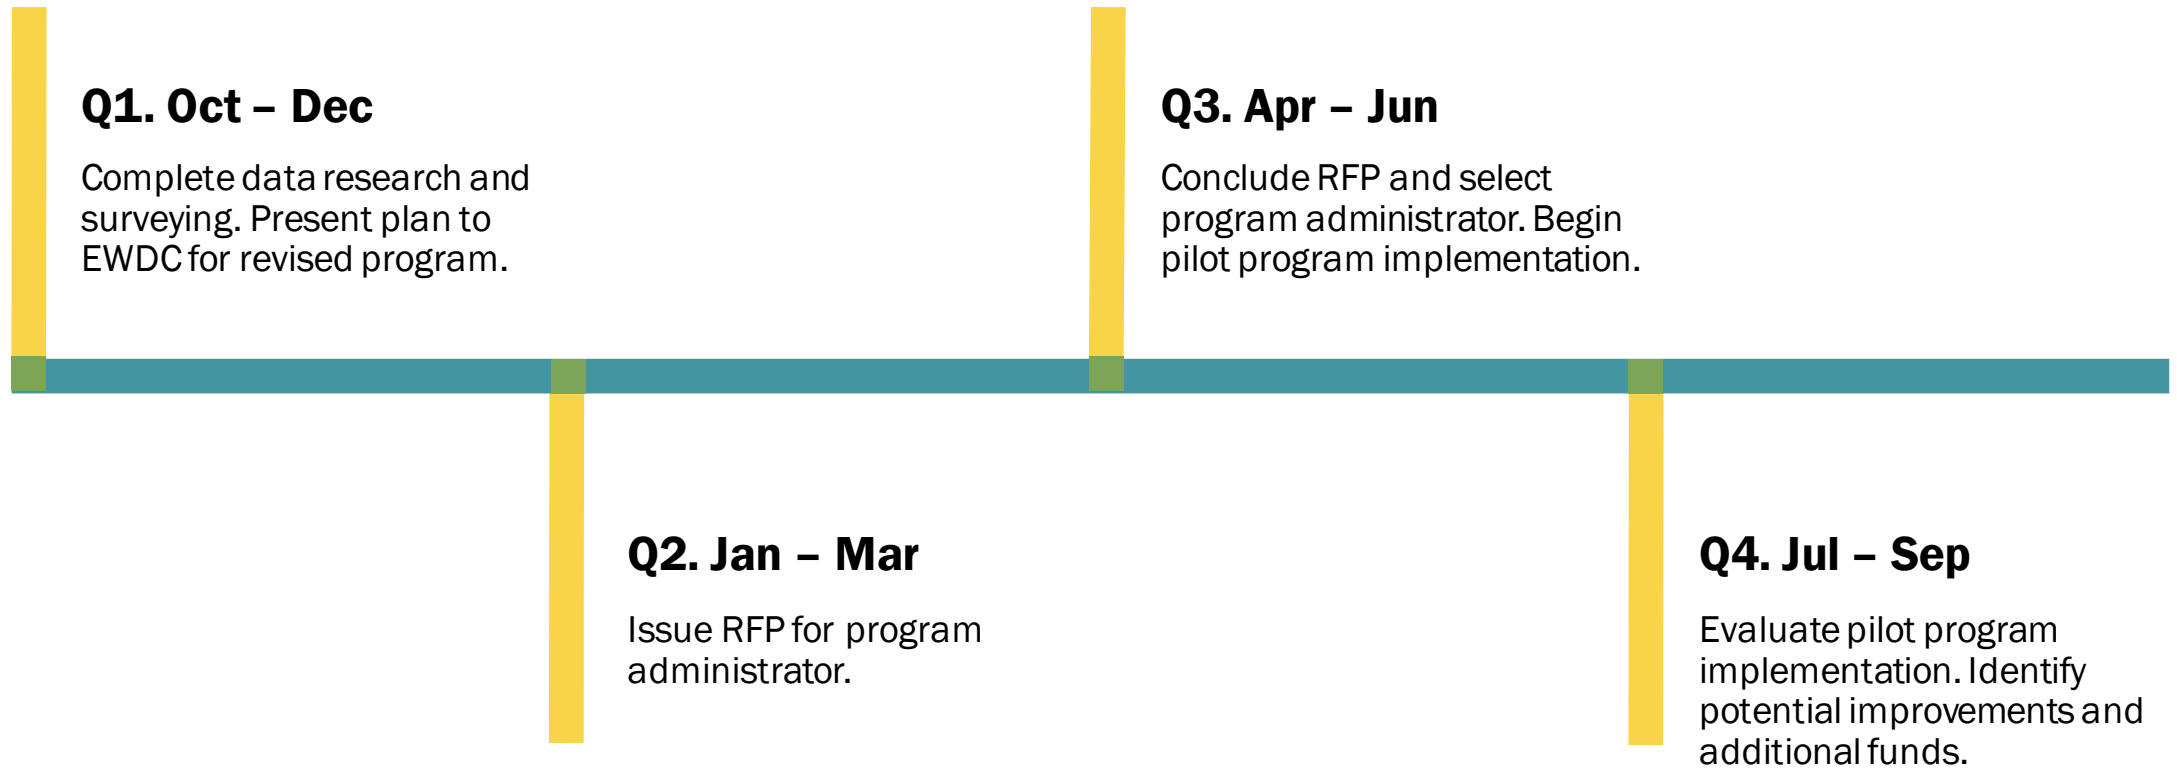 Q1. Oct – Dec
Complete data research and
surveying. Present plan to
EWDC for revised program.
Q2. Jan – Mar
Issue RFP for program
administrator.
Q3. Apr – Jun
Conclude RFP and select
program administrator. Begin
pilot program implementation.
Q4. Jul – Sep
Evaluate pilot program
implementation. Identify
potential improvements and
additional funds.